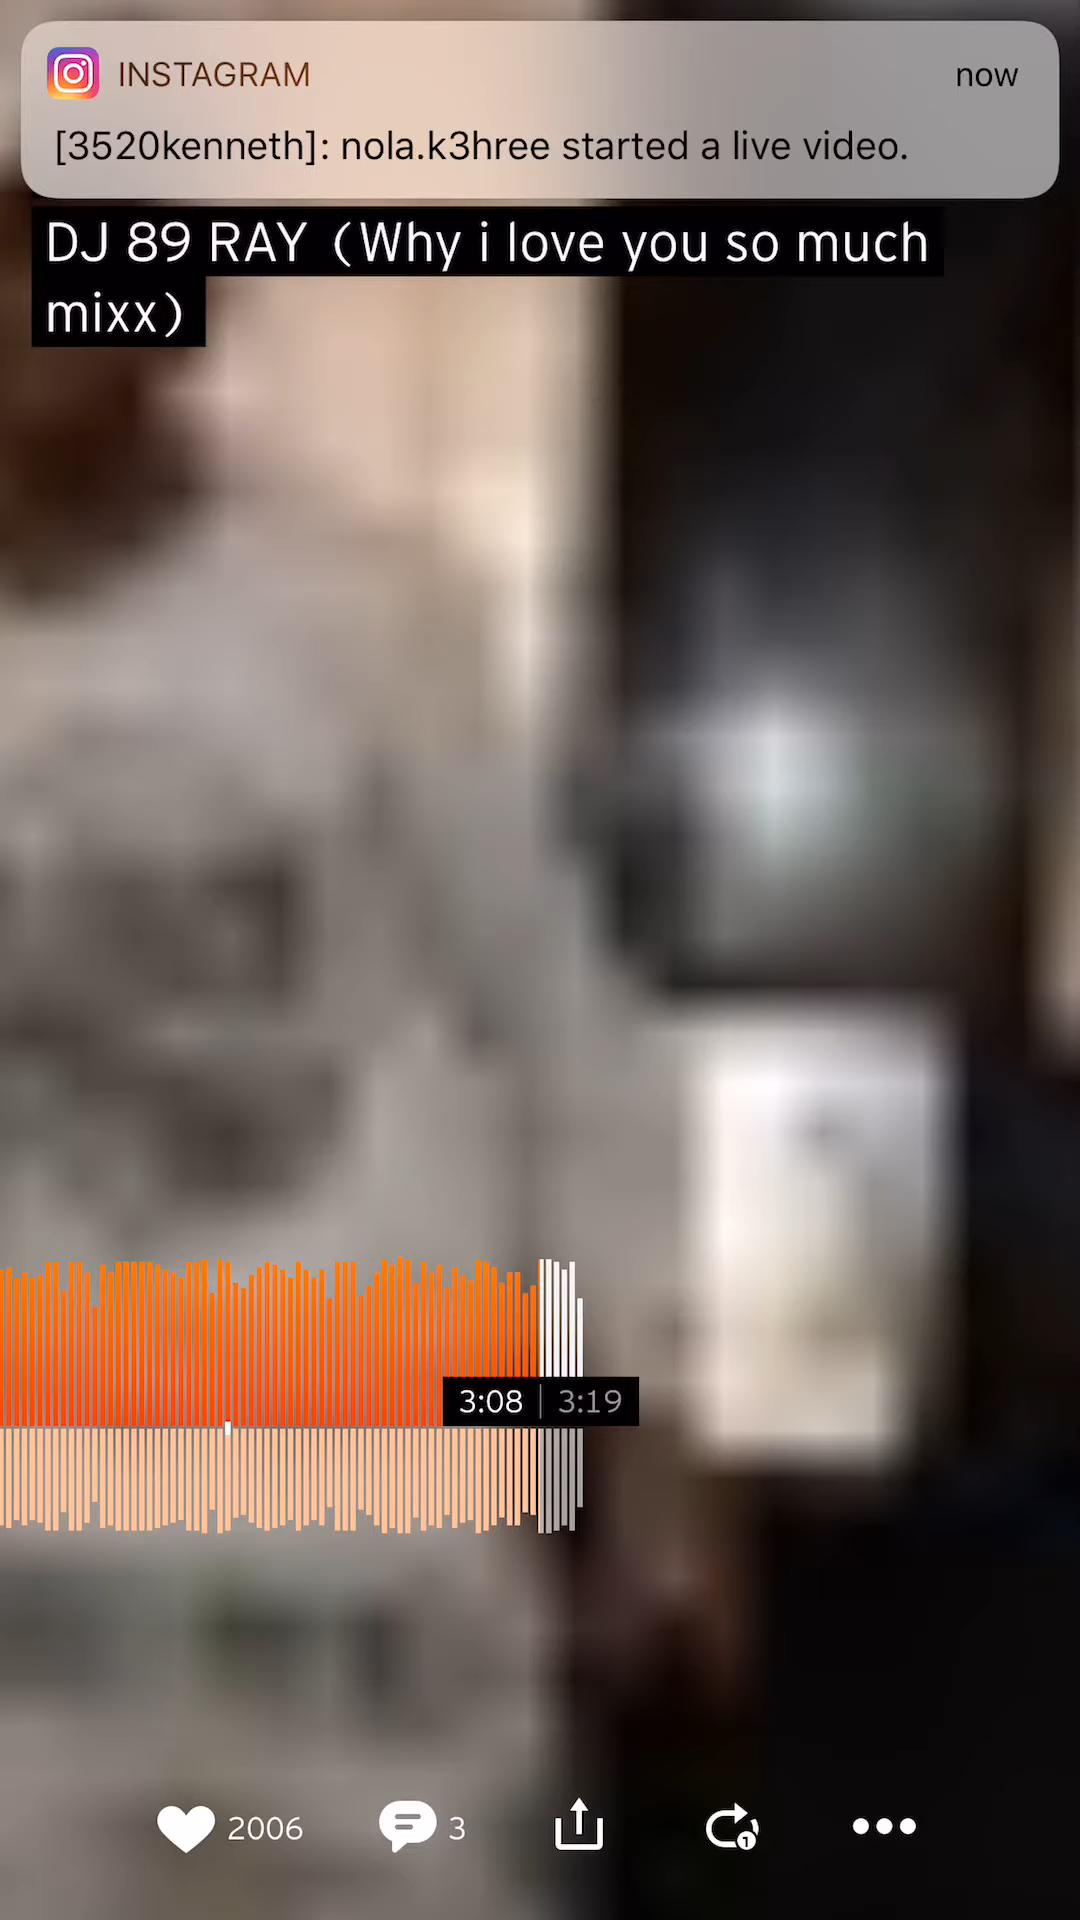 INSTAGRAM now
[3520kenneth]: nola.k3hree started a live video.
DJ 89 RAY (Why i love you so much
mixx)
3:08 | 3:19
2006 3 1